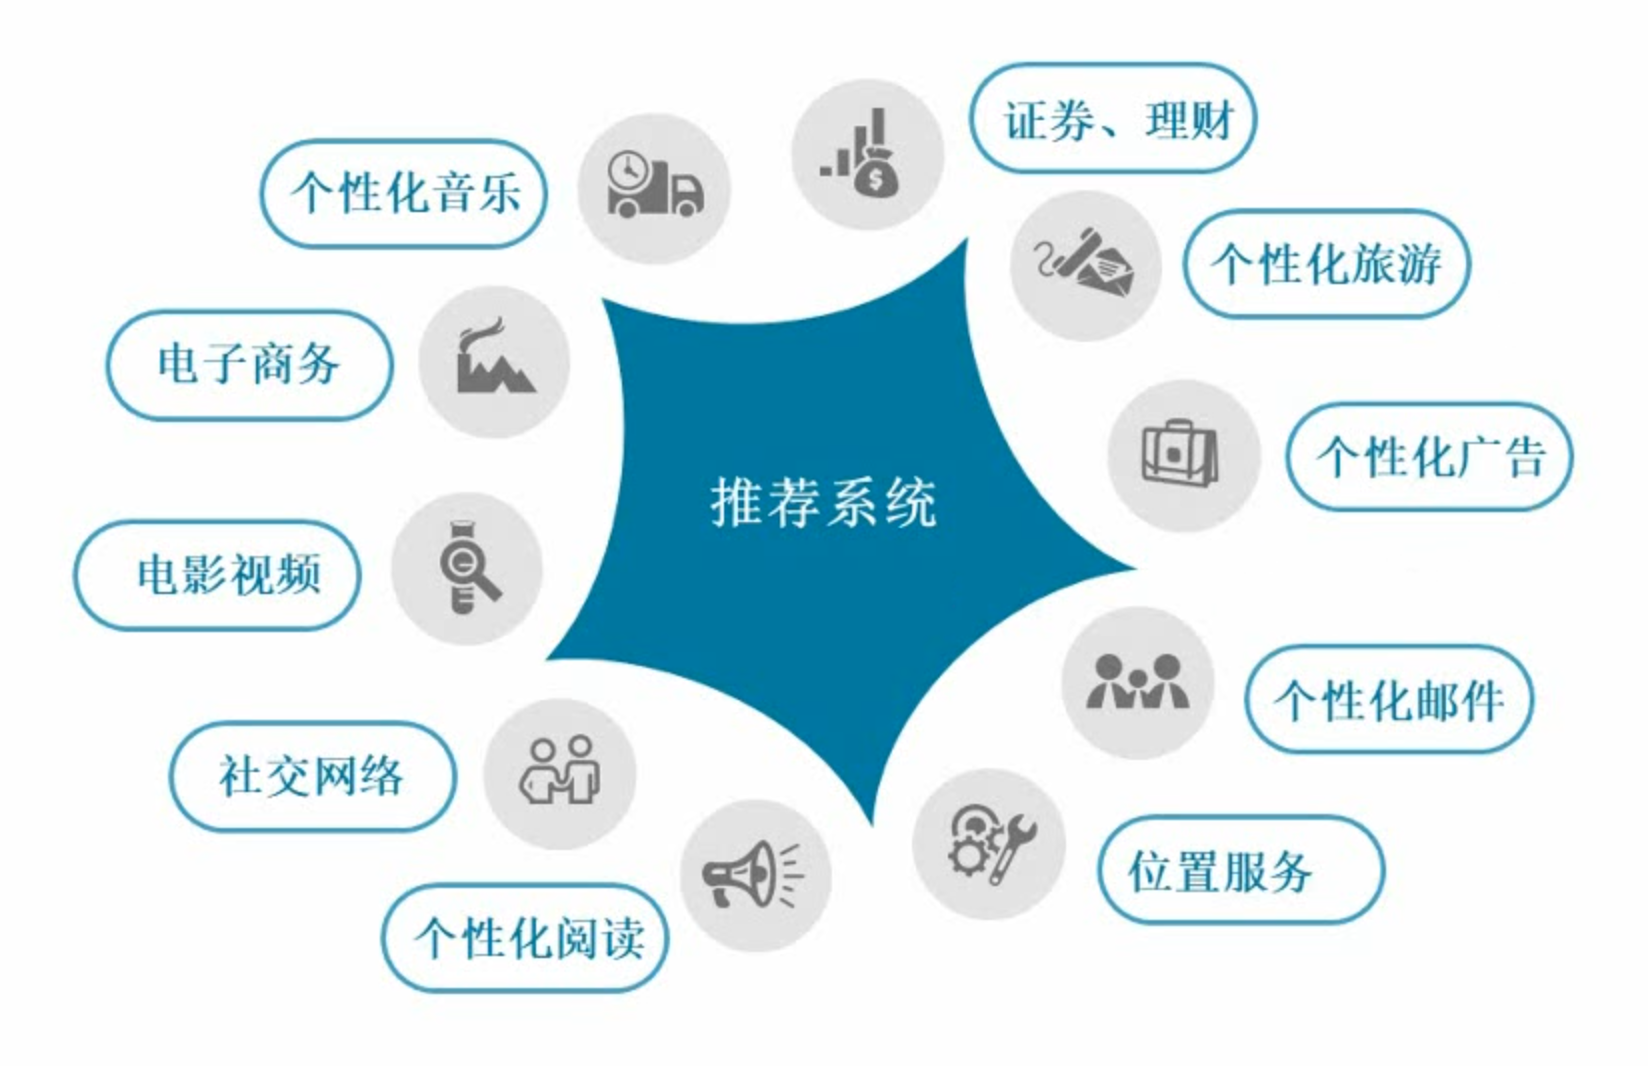 证券、理财
个性化音乐
个性化旅游
电子商务
个性化广告
推荐系统
电影视频
个性化邮件
社交网络
位置服务
个性化阅读